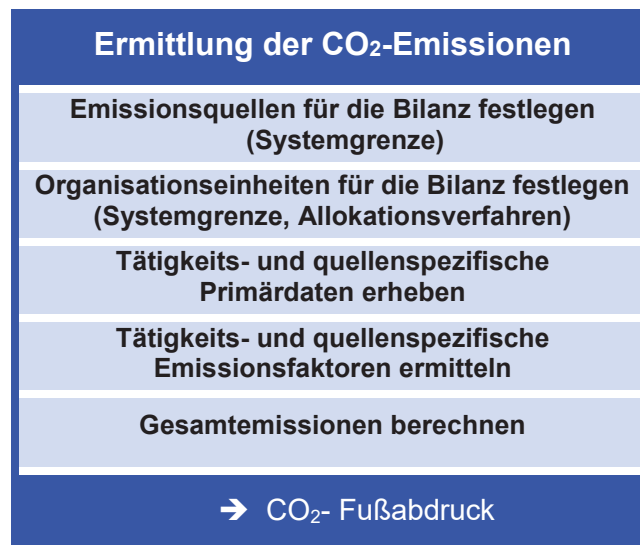 Ermittlung der CO₂-Emissionen
Emissionsquellen für die Bilanz festlegen
(Systemgrenze)
Organisationseinheiten für die Bilanz festlegen
(Systemgrenze, Allokationsverfahren)
Tätigkeits- und quellenspezifische
Primärdaten erheben
Tätigkeits- und quellenspezifische
Emissionsfaktoren ermitteln
Gesamtemissionen berechnen
➔ CO₂- Fußabdruck